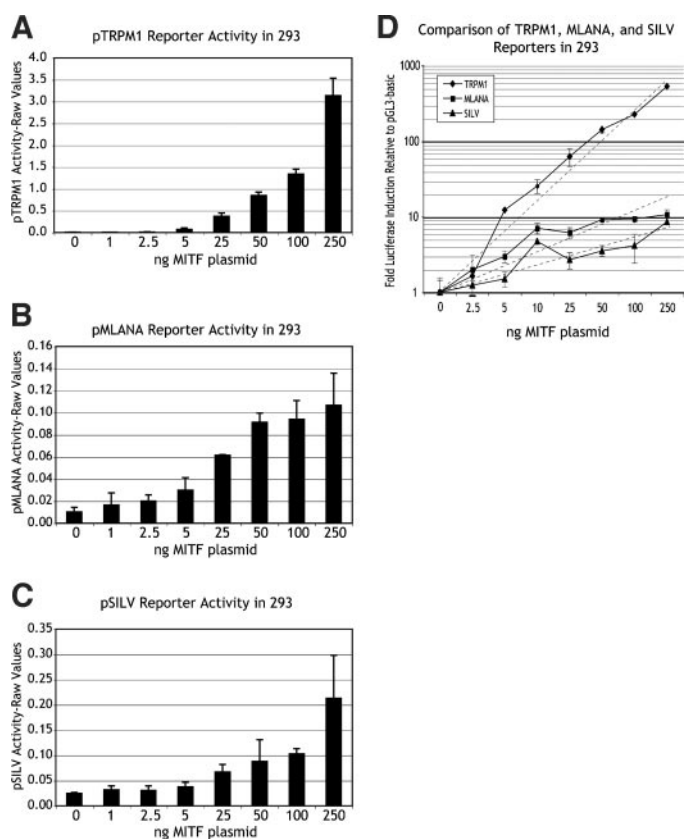 A
pTRPM1 Reporter Activity in 293
pTRPM1 Activity-Raw Values
4.0
3.5
3.0
2.5
2.0
1.5
1.0
0.5
0.0
0 1 2.5 5 25 50 100 250
ng MITF plasmid
B
pMLANA Reporter Activity in 293
pMLANA Activity-Raw Values
0.16
0.14
0.12
0.10
0.08
0.06
0.04
0.02
0.00
0 1 2.5 5 25 50 100 250
ng MITF plasmid
C
pSILV Reporter Activity in 293
pSILV Activity-Raw Values
0.35
0.30
0.25
0.20
0.15
0.10
0.05
0.00
0 1 2.5 5 25 50 100 250
ng MITF plasmid
D
Comparison of TRPM1, MLANA, and SILV
Reporters in 293
Fold Luciferase Induction Relative to pGL3-basic
1000
100
10
1
TRPM1
MLANA
SILV
0 2.5 5 10 25 50 100 250
ng MITF plasmid